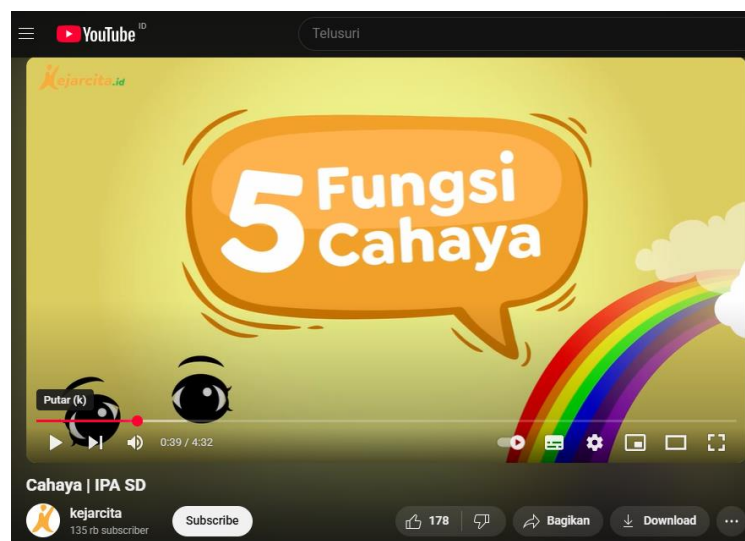 YouTube ID
Telusuri
Kejarcita.id
5 Fungsi
Cahaya
Putar (k)
0:39 / 4:32
Cahaya | IPA SD
kejarcita
135 rb subscriber
Subscribe
178
Bagikan
Download